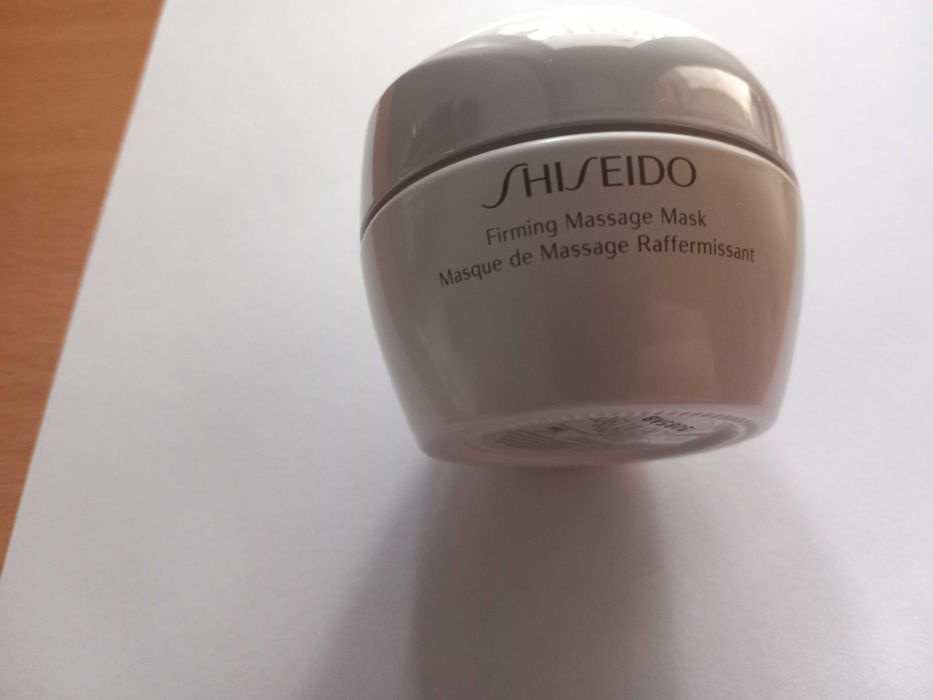 SHISEIDO
Firming Massage Mask
Masque de Massage Raffermissant